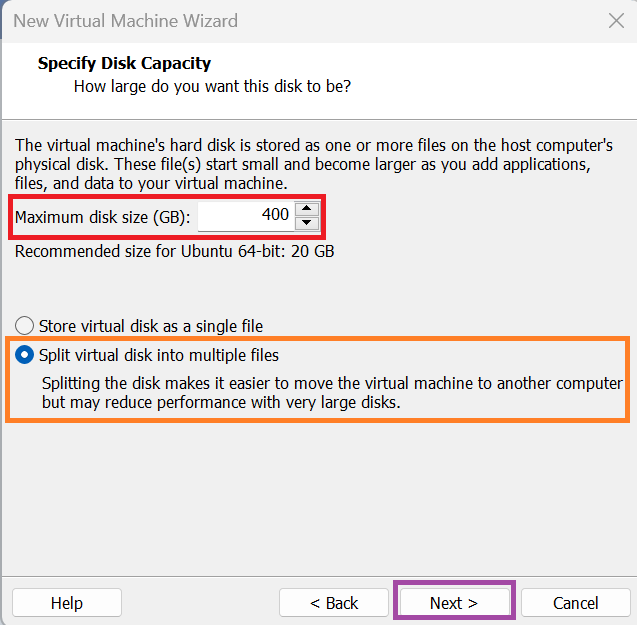 New Virtual Machine Wizard
Specify Disk Capacity
How large do you want this disk to be?
The virtual machine's hard disk is stored as one or more files on the host computer's
physical disk. These file(s) start small and become larger as you add applications,
files, and data to your virtual machine.
Maximum disk size (GB): 400
Recommended size for Ubuntu 64-bit: 20 GB
Store virtual disk as a single file
Split virtual disk into multiple files
Splitting the disk makes it easier to move the virtual machine to another computer
but may reduce performance with very large disks.
Help < Back Next > Cancel